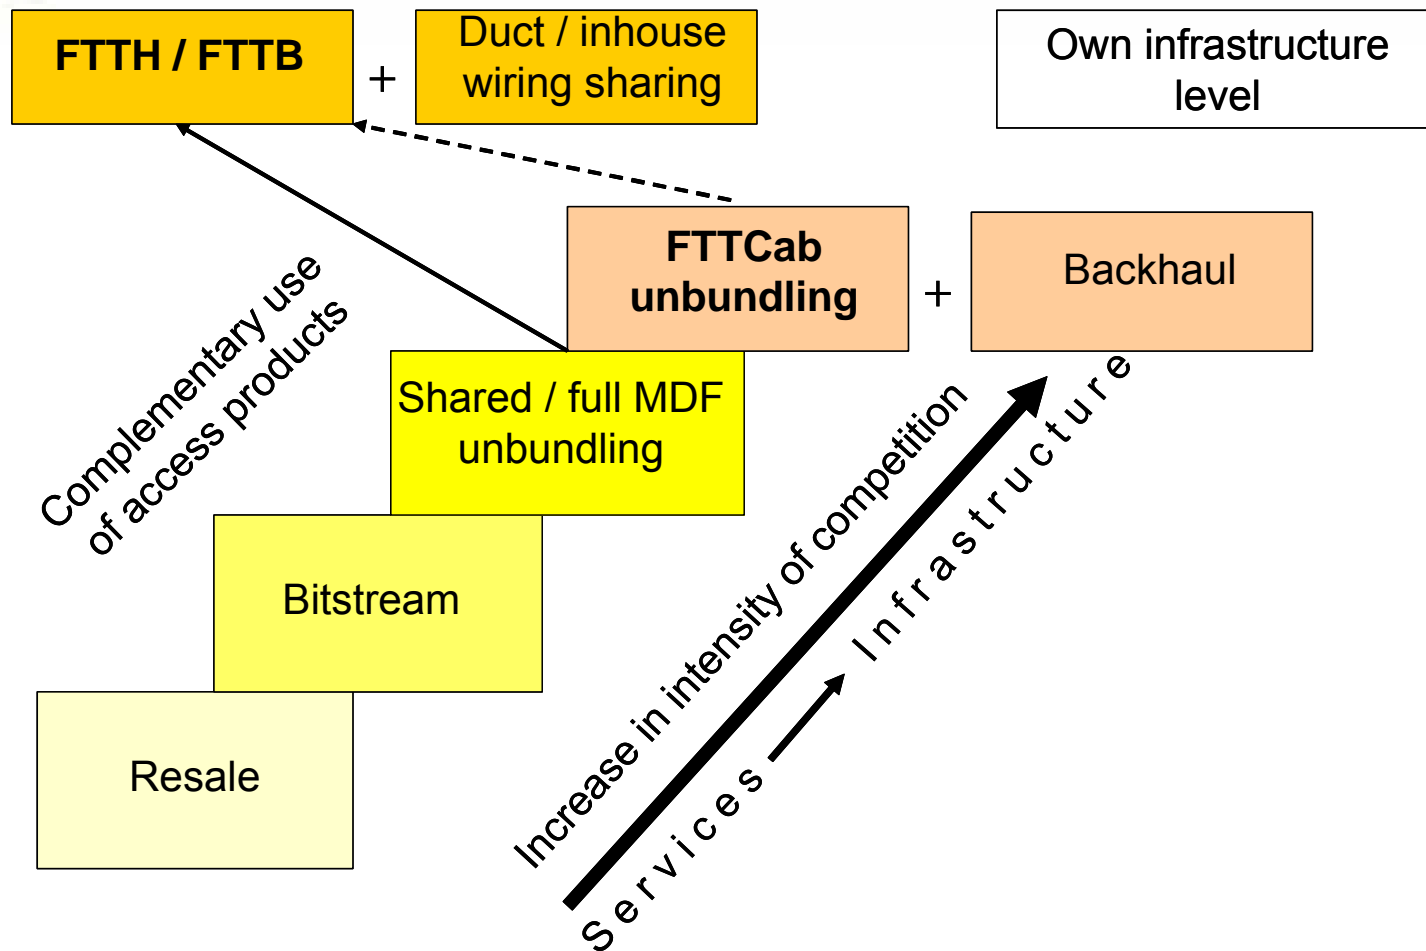 FTTH / FTTB
+
Duct / inhouse
wiring sharing
Own infrastructure
level
FTTCab
unbundling
+
Backhaul
Complementary use
of access products
Shared / full MDF
unbundling
Bitstream
Resale
Increase in intensity of competition
Services
Infrastructure